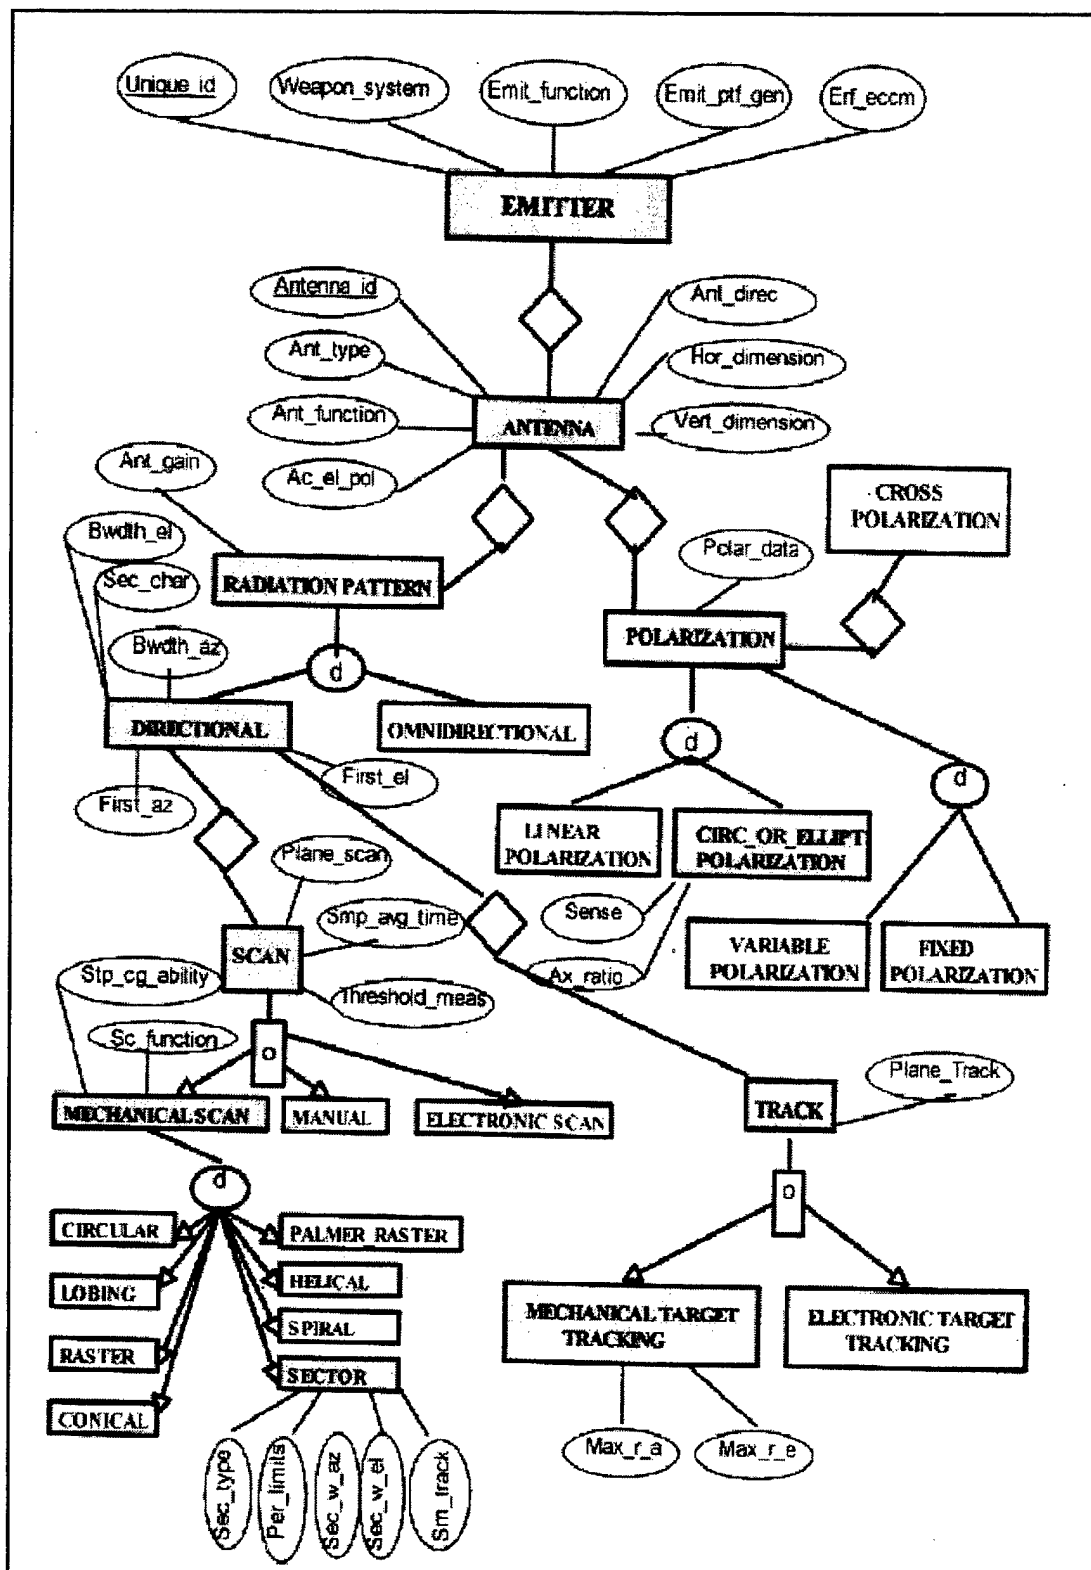 Unique_id
Weapon_system
Emit_function
Emit_ptf_gen
Erf_eccm
EMITTER
Antenna_id
Ant_direc
Ant_type
Hor_dimension
Ant_function
ANTENNA
Vert_dimension
Ant_gain
Ac_el_pol
CROSS
POLARIZATION
Bwdth_el
Polar_data
Sec_char
RADIATION PATTERN
Bwdth_az
POLARIZATION
d
DIRECTIONAL
OMNIDIRECTIONAL
d
First_el
d
First_az
LINEAR
POLARIZATION
CIRC_OR_ELLIPT
POLARIZATION
Plane_scan
Sense
Smp_avg_time
VARIABLE
POLARIZATION
FIXED
POLARIZATION
SCAN
Stp_cg_ability
Ax_ratio
Threshold_meas
Sc_function
o
Plane_Track
MECHANICAL SCAN
MANUAL
ELECTRONIC SCAN
TRACK
d
o
CIRCULAR
PALMER_RASTER
LOBING
HELICAL
SPIRAL
MECHANICAL TARGET
TRACKING
ELECTRONIC TARGET
TRACKING
RASTER
SECTOR
CONICAL
Max_r_a
Max_r_e
Sec_type
Per_limits
Sec_w_az
Sec_w_el
Sm_track